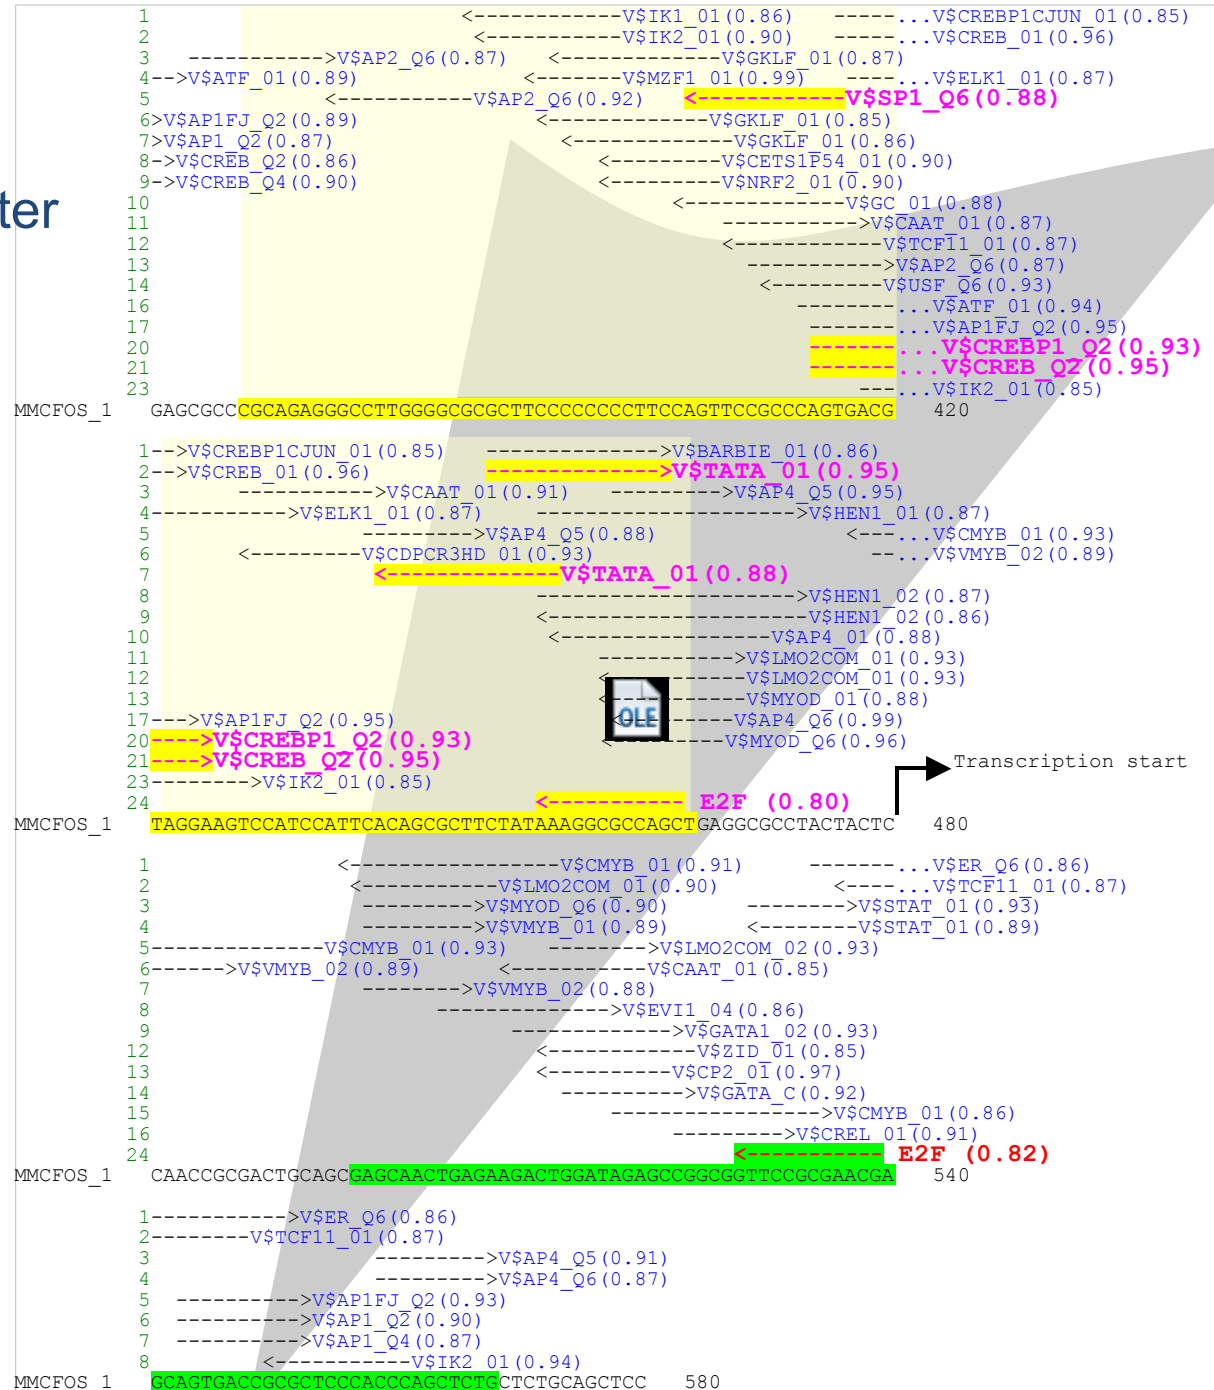 1 <------------V$IK1_01(0.86) -----...V$CREBP1CJUN_01(0.85)
2 <-----------V$IK2_01(0.90) -----...V$CREB_01(0.96)
3 ----------->V$AP2_Q6(0.87) <-------------V$GKLF_01(0.87)
4-->V$ATF_01(0.89) <-------V$MZF1_01(0.99) ----...V$ELK1_01(0.87)
5 <-----------V$AP2_Q6(0.92) <------------V$SP1_Q6(0.88)
6>V$AP1FJ_Q2(0.89) <-------------V$GKLF_01(0.85)
7>V$AP1_Q2(0.87) <-------------V$GKLF_01(0.86)
8->V$CREB_Q2(0.86) <---------V$CETS1P54_01(0.90)
9->V$CREB_Q4(0.90) <---------V$NRF2_01(0.90)
ter
10 <-------------V$GC_01(0.88)
11 ----------->V$CAAT_01(0.87)
12 <------------V$TCF11_01(0.87)
13 ----------->V$AP2_Q6(0.87)
14 <---------V$USF_Q6(0.93)
16 --------...V$ATF_01(0.94)
17 -------...V$AP1FJ_Q2(0.95)
20 -------...V$CREBP1_Q2(0.93)
21 -------...V$CREB_Q2(0.95)
23 ---...V$IK2_01(0.85)
MMCFOS_1 GAGCGCCCGCAGAGGGCCTTGGGGCGCGCTTCCCCCCCCTTCCAGTTCCGCCCAGTGACG 420
1-->V$CREBP1CJUN_01(0.85) -------------->V$BARBIE_01(0.86)
2-->V$CREB_01(0.96) -------------->V$TATA_01(0.95)
3 ----------->V$CAAT_01(0.91) --------->V$AP4_Q5(0.95)
4----------->V$ELK1_01(0.87) --------------------->V$HEN1_01(0.87)
5 --------->V$AP4_Q5(0.88) <---...V$CMYB_01(0.93)
6 <---------V$CDPCR3HD_01(0.93) --...V$VMYB_02(0.89)
7 <--------------V$TATA_01(0.88)
8 --------------------->V$HEN1_02(0.87)
9 <---------------------V$HEN1_02(0.86)
10 <-----------------V$AP4_01(0.88)
11 ----------->V$LMO2COM_01(0.93)
12 <-----------V$LMO2COM_01(0.93)
13 <-----------V$MYOD_01(0.88)
OLE
17--->V$AP1FJ_Q2(0.95) <---------V$AP4_Q6(0.99)
20---->V$CREBP1_Q2(0.93) <---------V$MYOD_Q6(0.96)
21---->V$CREB_Q2(0.95) Transcription start
23-------->V$IK2_01(0.85)
24 <----------- E2F (0.80)
MMCFOS_1 TAGGAAGTCCATCCATTCACAGCGCTTCTATAAAGGCGCCAGCTGAGGCGCCTACTACTC 480
1 <-----------------V$CMYB_01(0.91) -------...V$ER_Q6(0.86)
2 <-----------V$LMO2COM_01(0.90) <----...V$TCF11_01(0.87)
3 --------->V$MYOD_Q6(0.90) -------->V$STAT_01(0.93)
4 --------->V$VMYB_01(0.89) <--------V$STAT_01(0.89)
5--------------V$CMYB_01(0.93) -------->V$LMO2COM_02(0.93)
6------>V$VMYB_02(0.89) <-----------V$CAAT_01(0.85)
7 -------->V$VMYB_02(0.88)
8 -------------->V$EVI1_04(0.86)
9 ------------->V$GATA1_02(0.93)
12 <------------V$ZID_01(0.85)
13 <----------V$CP2_01(0.97)
14 ---------->V$GATA_C(0.92)
15 ----------------->V$CMYB_01(0.86)
16 --------->V$CREL_01(0.91)
24 <----------- E2F (0.82)
MMCFOS_1 CAACCGCGACTGCAGCGAGCAACTGAGAAGACTGGATAGAGCCGGCGGTTCCGCGAACGA 540
1----------->V$ER_Q6(0.86)
2--------V$TCF11_01(0.87)
3 --------->V$AP4_Q5(0.91)
4 --------->V$AP4_Q6(0.87)
5 ---------->V$AP1FJ_Q2(0.93)
6 ---------->V$AP1_Q2(0.90)
7 ---------->V$AP1_Q4(0.87)
8 <-----------V$IK2_01(0.94)
MMCFOS_1 GCAGTGACCGCGCTCCCACCCAGCTCTGCTCTGCAGCTCC 580